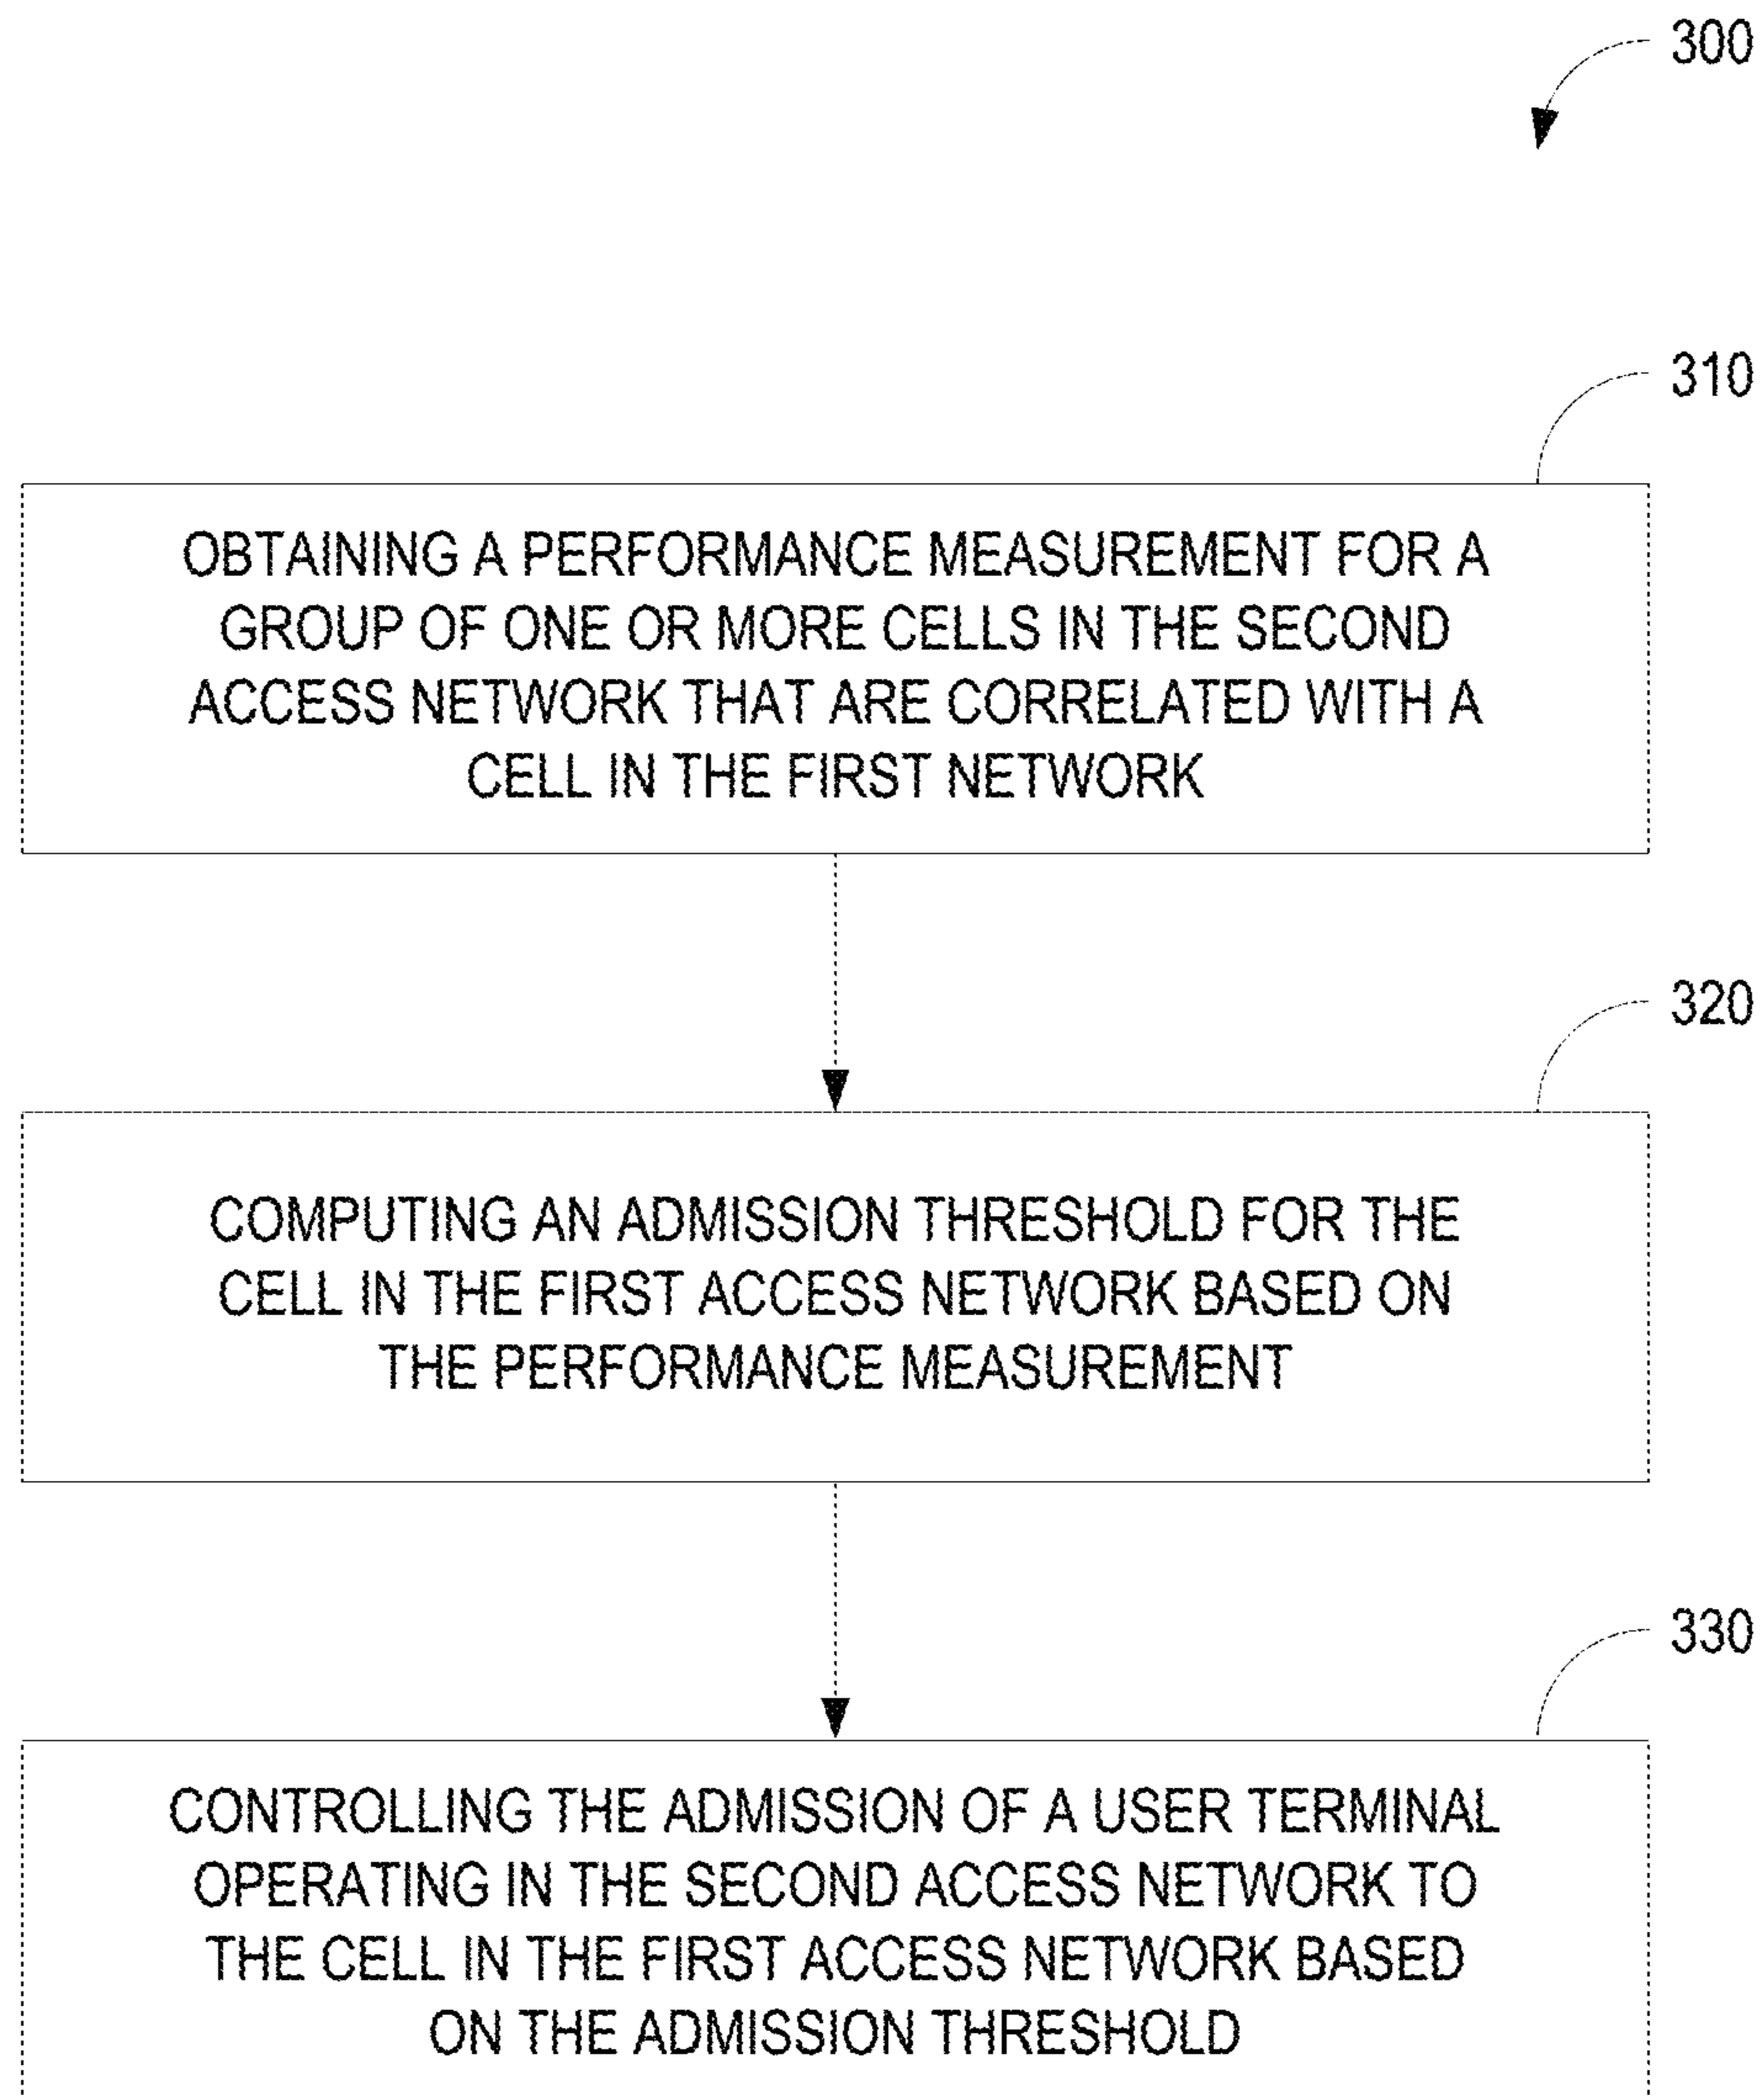 300
310
OBTAINING A PERFORMANCE MEASUREMENT FOR A
GROUP OF ONE OR MORE CELLS IN THE SECOND
ACCESS NETWORK THAT ARE CORRELATED WITH A
CELL IN THE FIRST NETWORK
320
COMPUTING AN ADMISSION THRESHOLD FOR THE
CELL IN THE FIRST ACCESS NETWORK BASED ON
THE PERFORMANCE MEASUREMENT
330
CONTROLLING THE ADMISSION OF A USER TERMINAL
OPERATING IN THE SECOND ACCESS NETWORK TO
THE CELL IN THE FIRST ACCESS NETWORK BASED
ON THE ADMISSION THRESHOLD